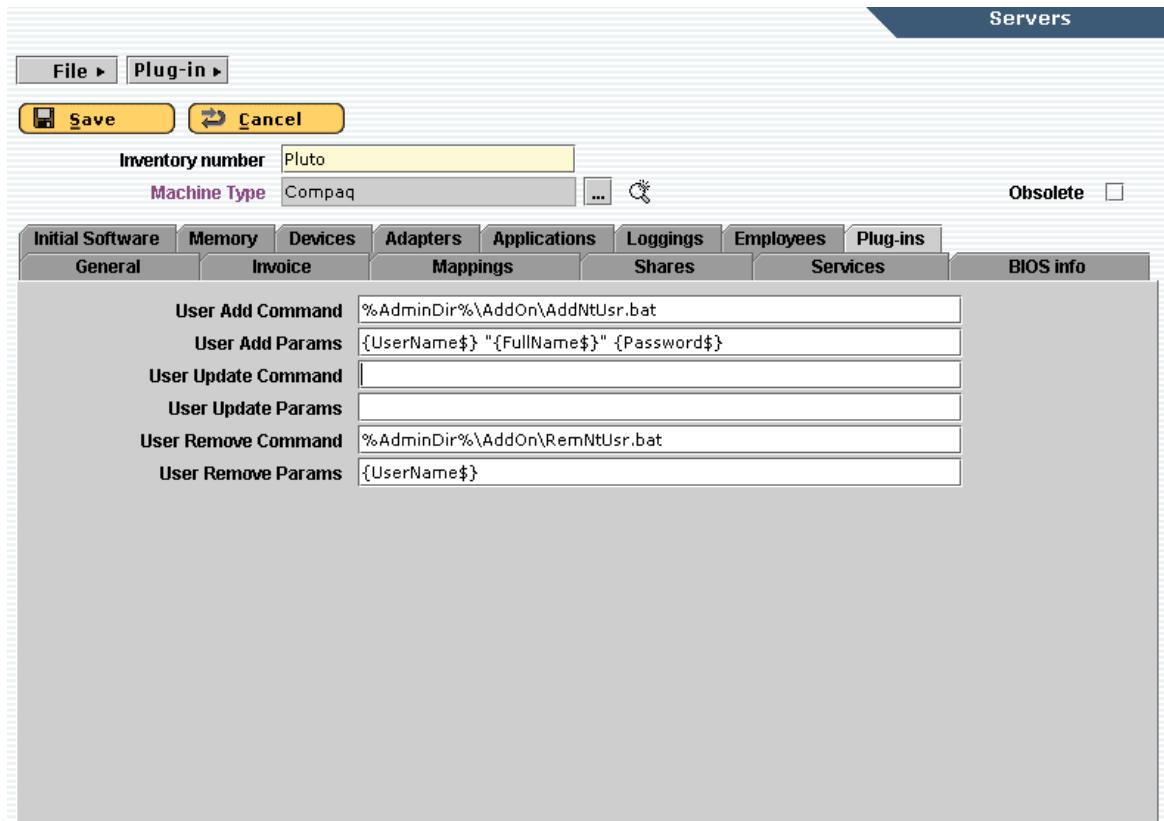 Servers
File Plug-in
Save Cancel
Inventory number Pluto
Machine Type Compaq ... Obsolete
Initial Software Memory Devices Adapters Applications Loggings Employees Plug-ins
General Invoice Mappings Shares Services BIOS info
User Add Command %AdminDir%\AddOn\AddNtUsr.bat
User Add Params {UserName$} "{FullName$}" {Password$}
User Update Command
User Update Params
User Remove Command %AdminDir%\AddOn\RemNtUsr.bat
User Remove Params {UserName$}